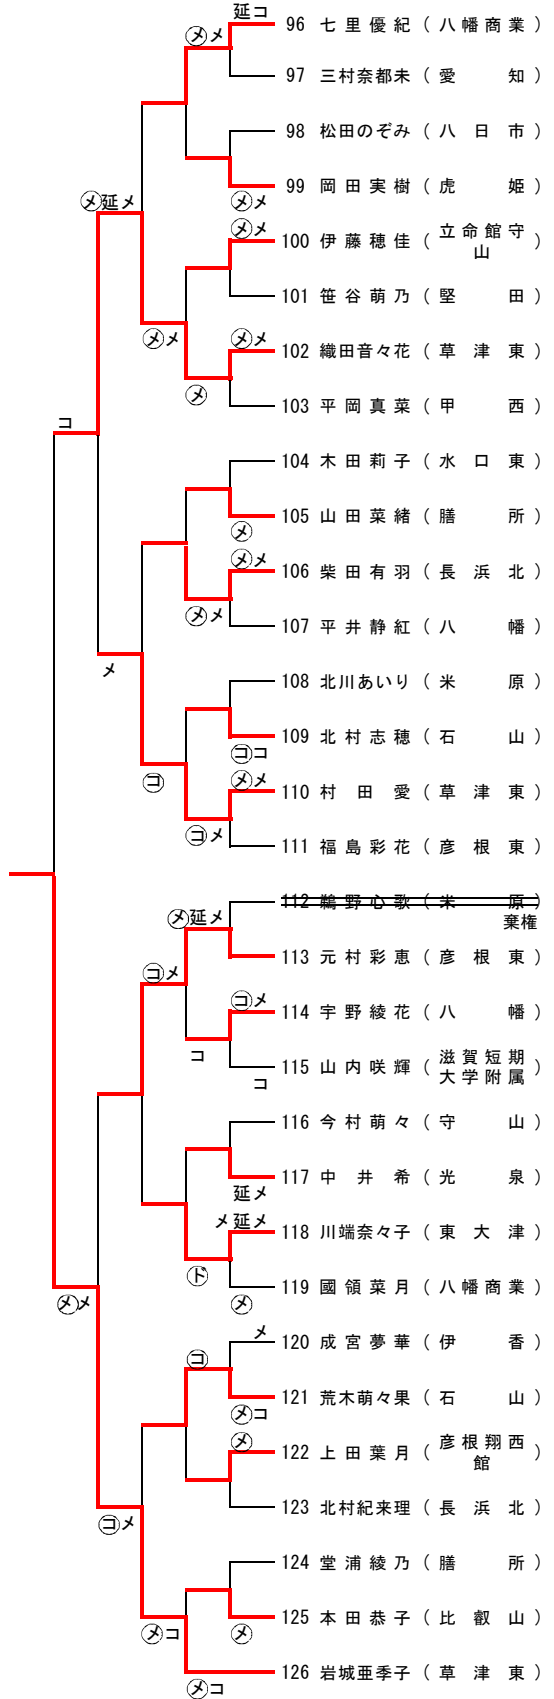 延コ
㋱メ 96 七里優紀（八幡商業）
97 三村奈都未（愛知）
98 松田のぞみ（八日市）
99 岡田実樹（虎姫）
㋱延メ ㋱メ
㋱メ
100 伊藤穂佳（立命館守山）
101 笹谷萌乃（堅田）
㋱メ ㋱メ
102 織田音々花（草津東）
㋱
103 平岡真菜（甲西）
コ
104 木田莉子（水口東）
105 山田菜緒（膳所）
㋱
㋱メ
106 柴田有羽（長浜北）
㋱メ
107 平井静紅（八幡）
メ
108 北川あいり（米原）
109 北村志穂（石山）
㋙コ
㋙ ㋱メ
110 村田愛（草津東）
㋙メ
111 福島彩花（彦根東）
112 鵜野心歌（米原）
㋱延メ 棄権
113 元村彩恵（彦根東）
㋙メ
㋙メ
114 宇野綾花（八幡）
コ
115 山内咲輝（滋賀短期大学附属）
コ
116 今村萌々（守山）
117 中井希（光泉）
延メ
メ延メ
118 川端奈々子（東大津）
㋣゙
119 國領菜月（八幡商業）
㋱メ ㋱
メ
120 成宮夢華（伊香）
㋙
121 荒木萌々果（石山）
㋱コ
㋱
122 上田葉月（彦根翔西館）
123 北村紀来理（長浜北）
㋙メ
124 堂浦綾乃（膳所）
125 本田恭子（比叡山）
㋱コ ㋱
126 岩城亜季子（草津東）
㋱コ